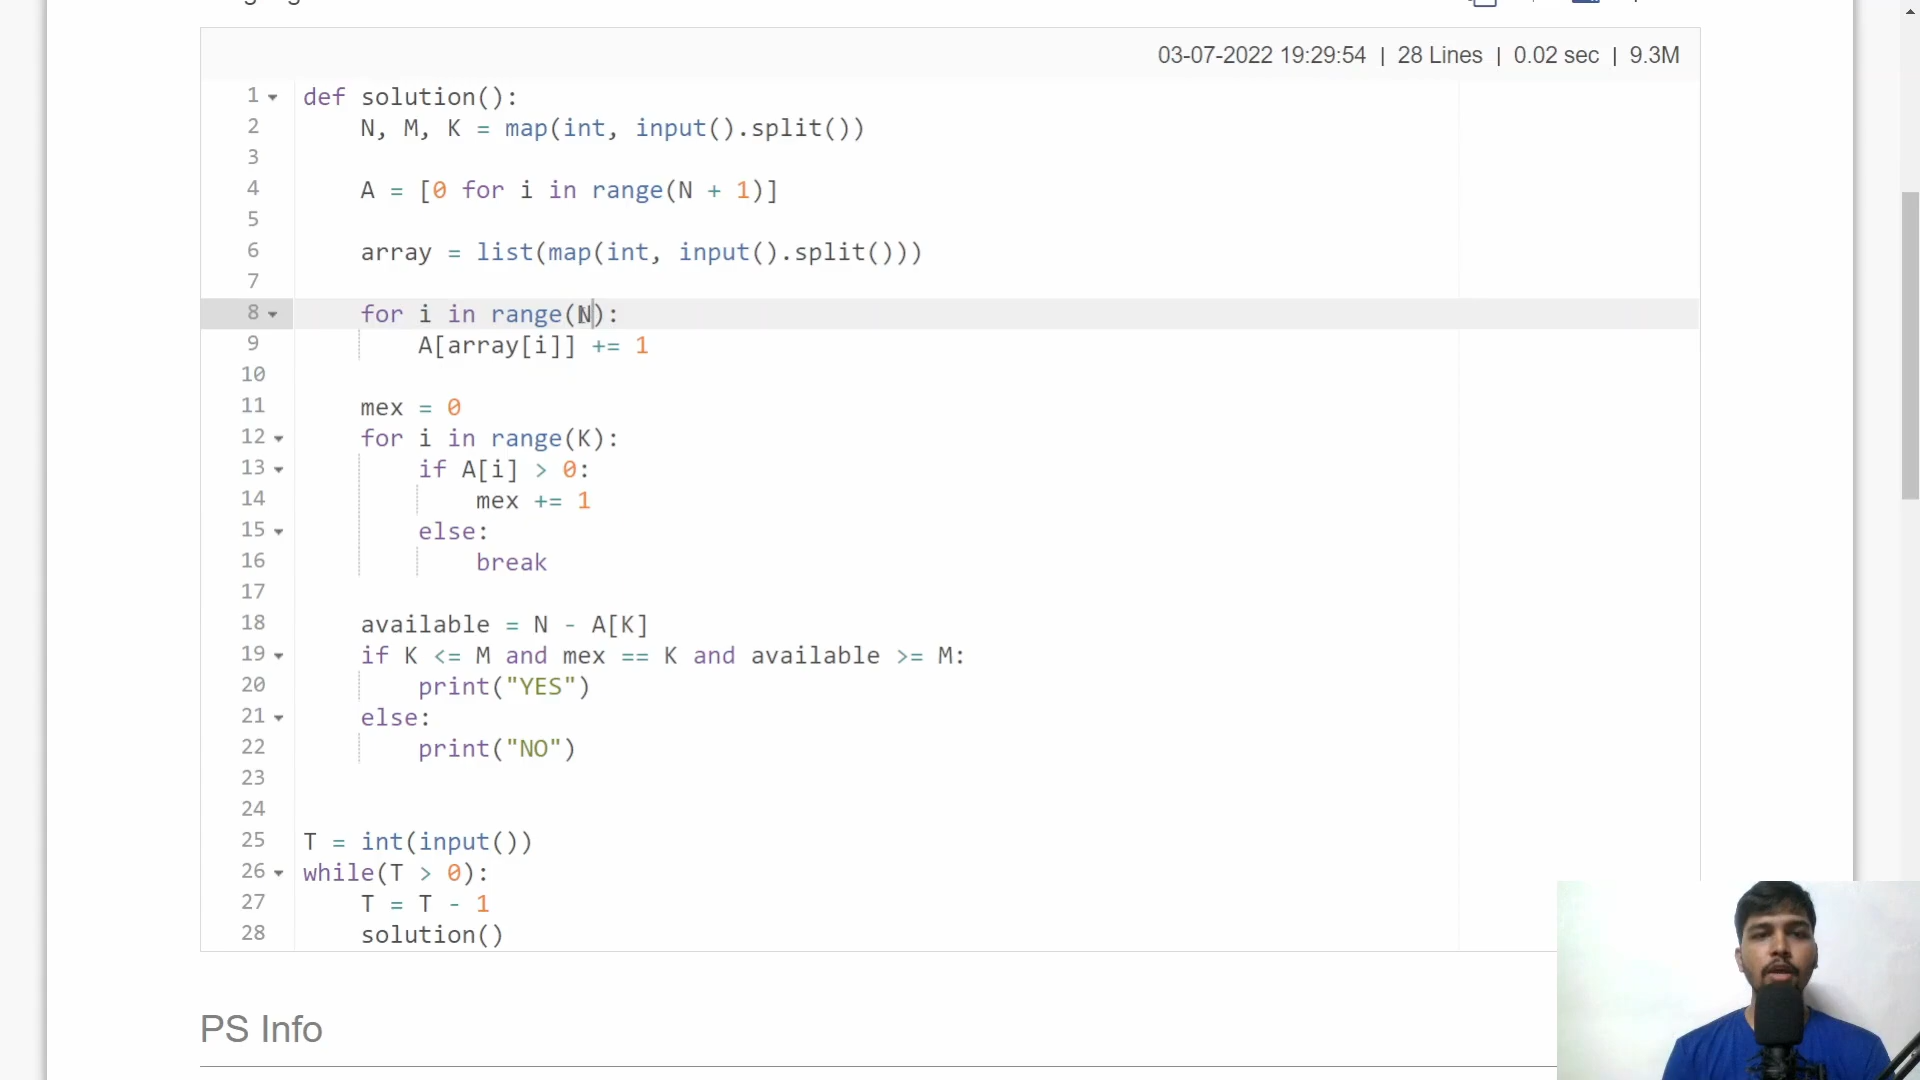 03-07-2022 19:29:54 | 28 Lines | 0.02 sec | 9.3M
1 def solution():
2 N, M, K = map(int, input().split())
3
4 A = [0 for i in range(N + 1)]
5
6 array = list(map(int, input().split()))
7
8 for i in range(N):
9 A[array[i]] += 1
10
11 mex = 0
12 for i in range(K):
13 if A[i] > 0:
14 mex += 1
15 else:
16 break
17
18 available = N - A[K]
19 if K <= M and mex == K and available >= M:
20 print("YES")
21 else:
22 print("NO")
23
24
25 T = int(input())
26 while(T > 0):
27 T = T - 1
28 solution()
PS Info